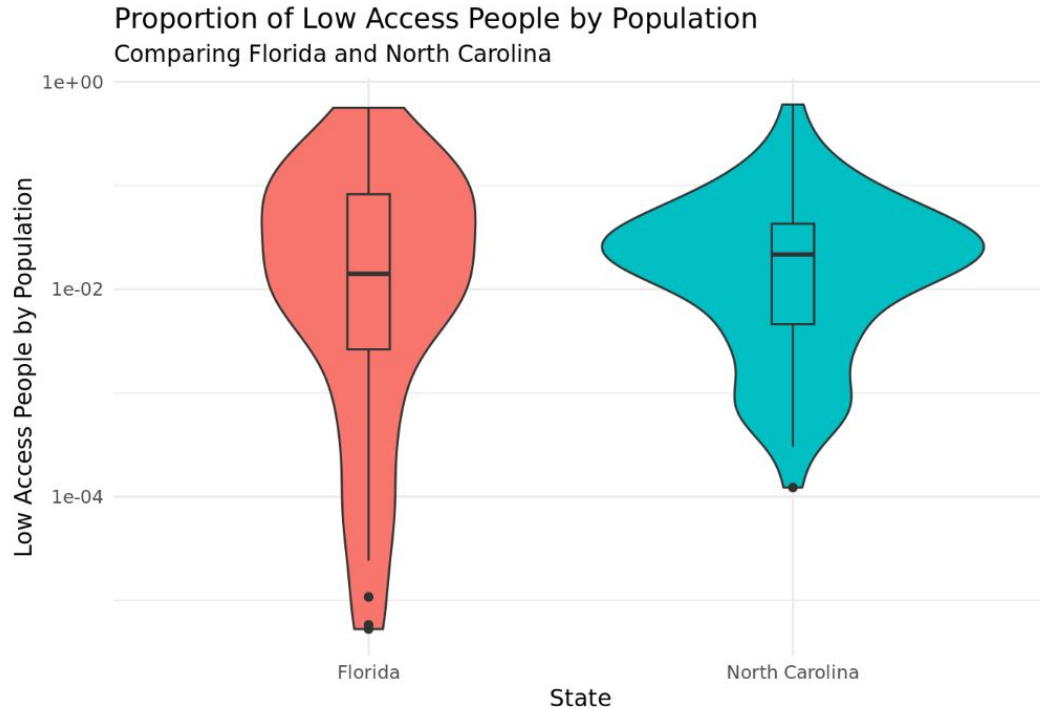 Proportion of Low Access People by Population
Comparing Florida and North Carolina
Low Access People by Population
1e+00
1e-02
1e-04
Florida
North Carolina
State